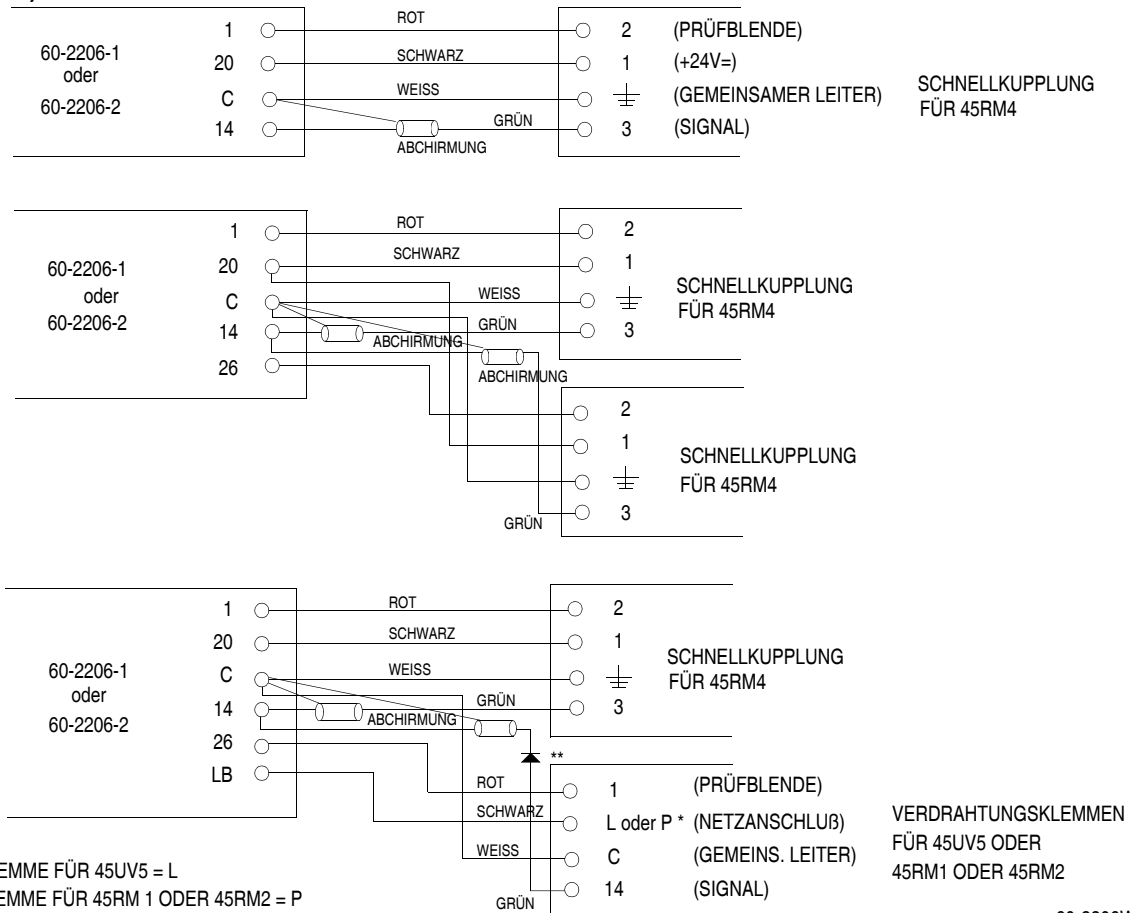 ROT
1 2 (PRÜFBLENDE)
60-2206-1
oder
60-2206-2
20 SCHWARZ 1 (+24V=)
C WEISS (GEMEINSAMER LEITER)
14 GRÜN 3 (SIGNAL)
ABCHIRMUNG
SCHNELLKUPPLUNG
FÜR 45RM4
ROT
1 2
60-2206-1
oder
60-2206-2
20 SCHWARZ 1
C WEISS
14 GRÜN 3
ABCHIRMUNG
ABCHIRMUNG
26
SCHNELLKUPPLUNG
FÜR 45RM4
2
1
3
GRÜN
SCHNELLKUPPLUNG
FÜR 45RM4
ROT
1 2
60-2206-1
oder
60-2206-2
20 SCHWARZ 1
C WEISS
14 GRÜN 3
ABCHIRMUNG
26
LB
SCHNELLKUPPLUNG
FÜR 45RM4
**
ROT 1 (PRÜFBLENDE)
SCHWARZ L oder P * (NETZANSCHLUß)
WEISS C (GEMEINS. LEITER)
GRÜN 14 (SIGNAL)
VERDRAHTUNGSKLEMMEN
FÜR 45UV5 ODER
45RM1 ODER 45RM2
EMME FÜR 45UV5 = L
EMME FÜR 45RM 1 ODER 45RM2 = P